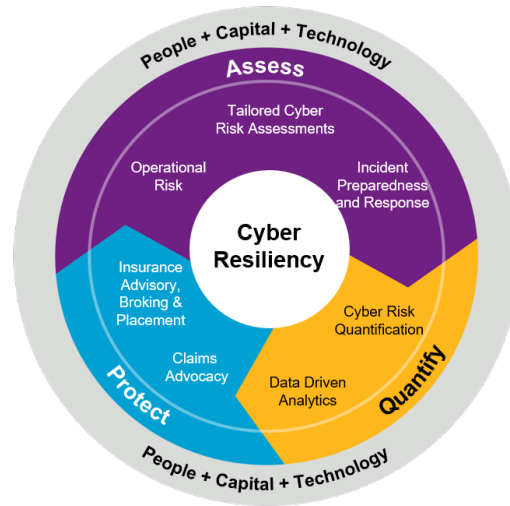 People + Capital + Technology
Assess
Tailored Cyber
Risk Assessments
Operational
Risk
Incident
Preparedness
and Response
Cyber
Resiliency
Insurance
Advisory,
Broking &
Placement
Cyber Risk
Quantification
Claims
Advocacy
Data Driven
Analytics
Protect
Quantify
People + Capital + Technology